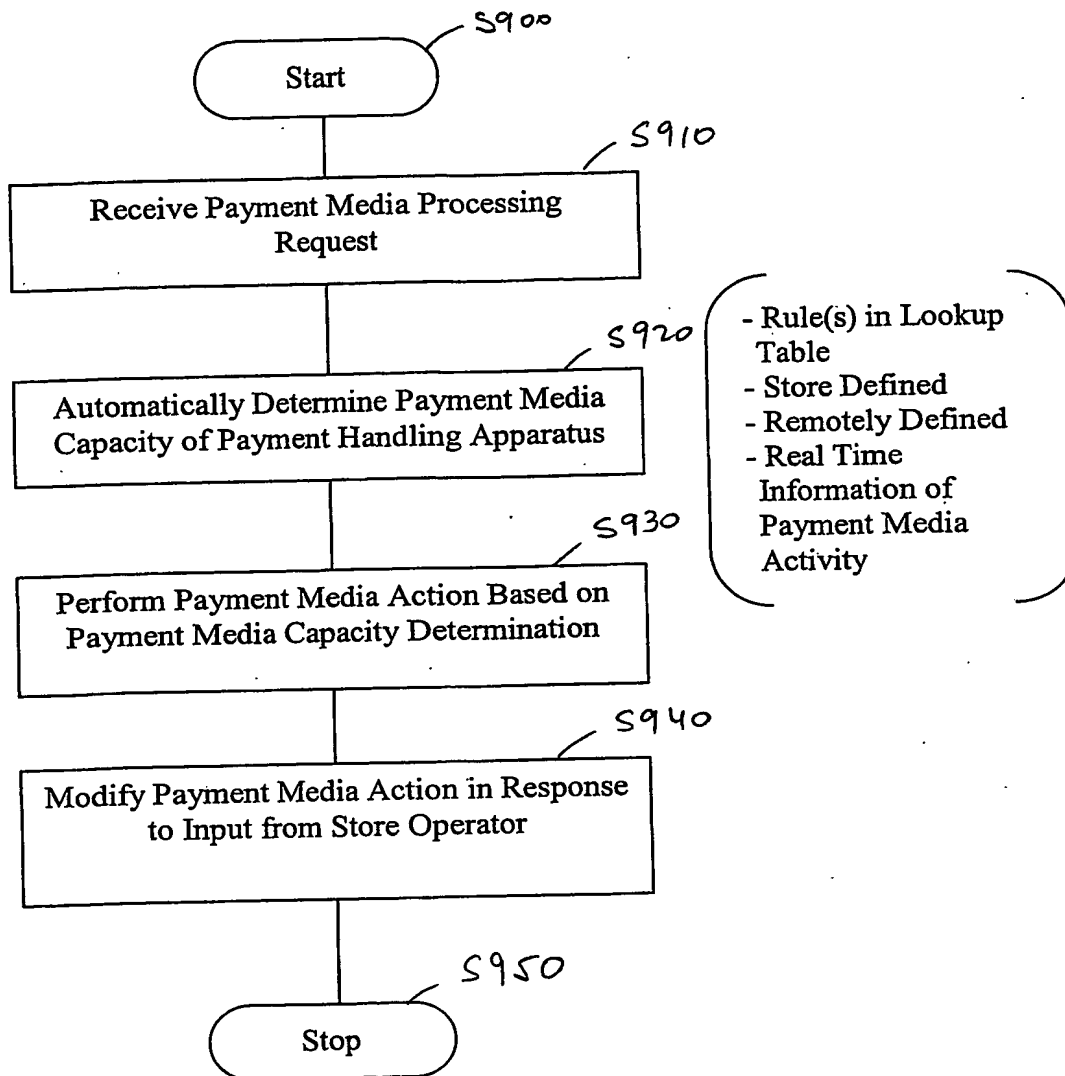 S900
Start
S910
Receive Payment Media Processing
Request
S920
Automatically Determine Payment Media
Capacity of Payment Handling Apparatus
- Rule(s) in Lookup
Table
- Store Defined
- Remotely Defined
- Real Time
Information of
Payment Media
Activity
S930
Perform Payment Media Action Based on
Payment Media Capacity Determination
S940
Modify Payment Media Action in Response
to Input from Store Operator
S950
Stop